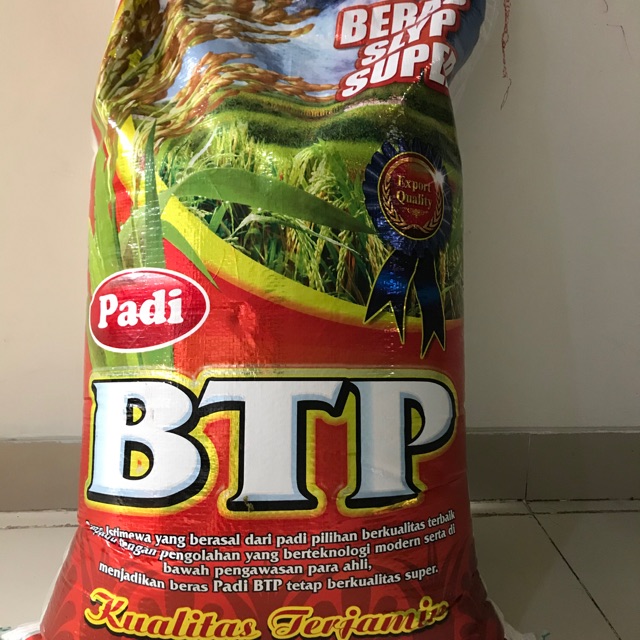 BERAS
SLYP
SUPER
Export
Quality
Padi
BTP
Istimewa yang berasal dari padi pilihan berkualitas terbaik
dengan pengolahan yang berteknologi modern serta di
bawah pengawasan para ahli,
menjadikan beras Padi BTP tetap berkualitas super.
Kualitas Terjamin